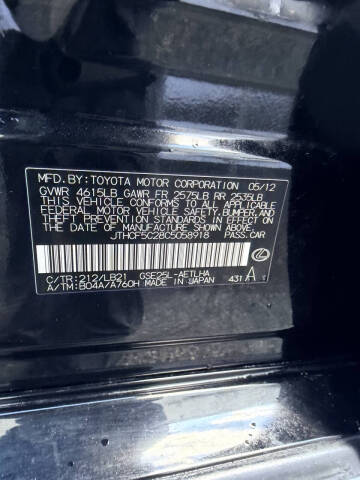 MFD.BY:TOYOTA MOTOR CORPORATION 05/12
GVWR 4615LB GAWR FR 2575LB RR 2535LB
THIS VEHICLE CONFORMS TO ALL APPLICABLE
FEDERAL MOTOR VEHICLE SAFETY, BUMPER, AND
THEFT PREVENTION STANDARDS IN EFFECT ON
THE DATE OF MANUFACTURE SHOWN ABOVE.
JTHCF5C28C5058918 PASS.CAR
C/TR:212/LB21 GSE25L-AETLHA
A/TM:B04A/A760H MADE IN JAPAN 431 A